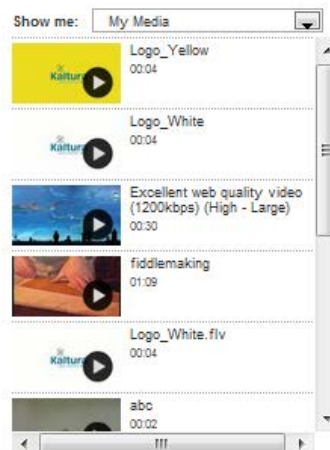 Show me: My Media
Logo_Yellow
00:04
Kaltura
Logo_White
00:04
Kaltura
Excellent web quality video
(1200kbps) (High - Large)
00:30
fiddlemaking
01:09
Logo_White.flv
00:04
Kaltura
abc
00:02